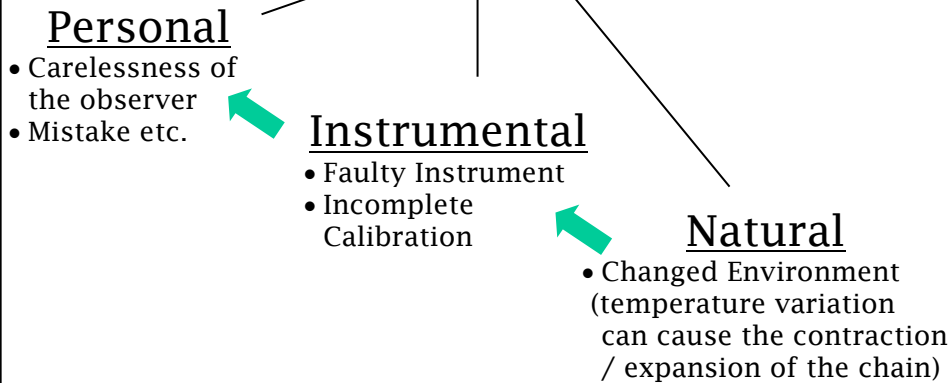 Personal
• Carelessness of
the observer
• Mistake etc.
Instrumental
• Faulty Instrument
• Incomplete
Calibration
Natural
• Changed Environment
(temperature variation
can cause the contraction
/ expansion of the chain)